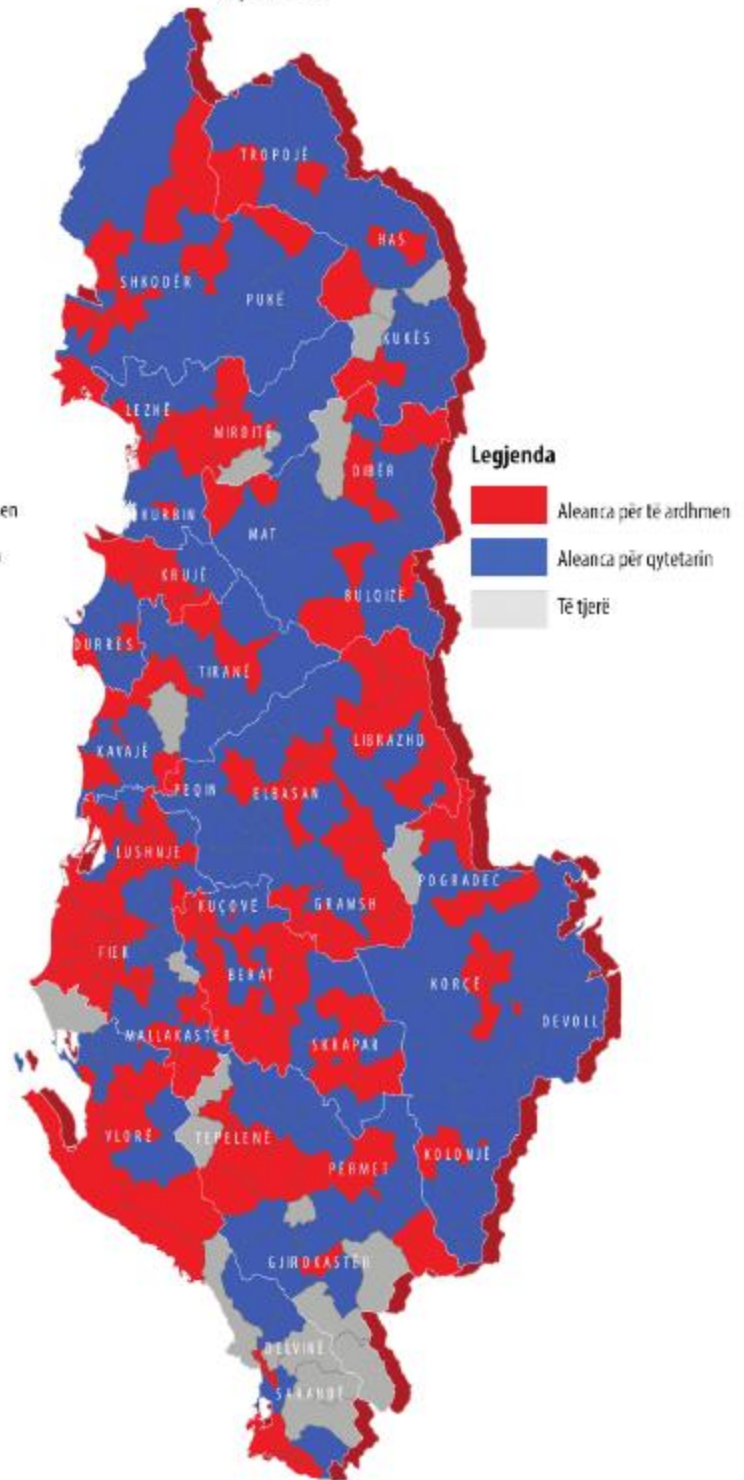 TROPOJË
HAS
SHKODËR
PUKË
KUKËS
LEZHË
MIRDITË
DIBËR
Legjenda
en
Aleanca për të ardhmen
KURBIN
MAT
Aleanca për qytetarin
KRUJË
BULQIZË
Të tjerë
DURRËS
TIRANË
LIBRAZHD
KAVAJË
PEQIN
ELBASAN
LUSHNJE
POGRADEC
KUÇOVË
GRAMSH
FIER
BERAT
KORÇË
DEVOLL
MALLAKASTËR
SKRAPAR
VLORË
TEPELENË
KOLONJË
PËRMET
GJIROKASTËR
DELVINË
SARANDË